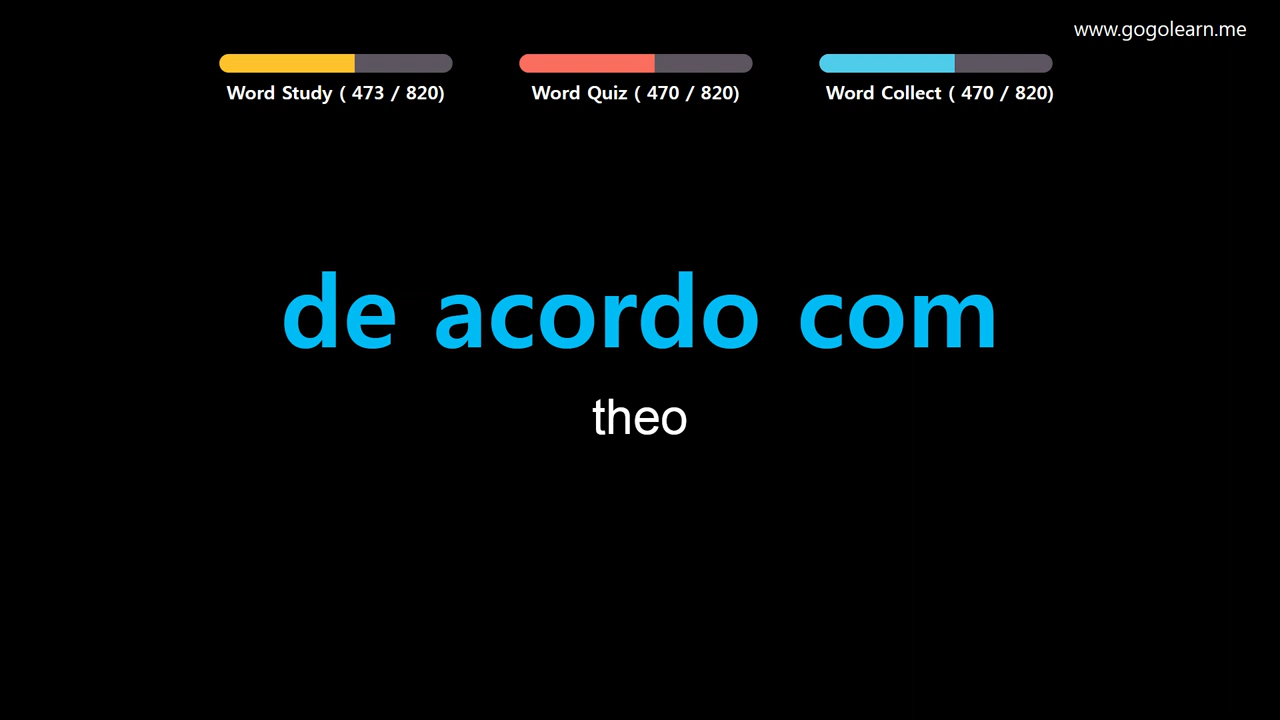 www.gogolearn.me
Word Study ( 473 / 820)
Word Quiz ( 470 / 820)
Word Collect ( 470 / 820)
de acordo com
theo